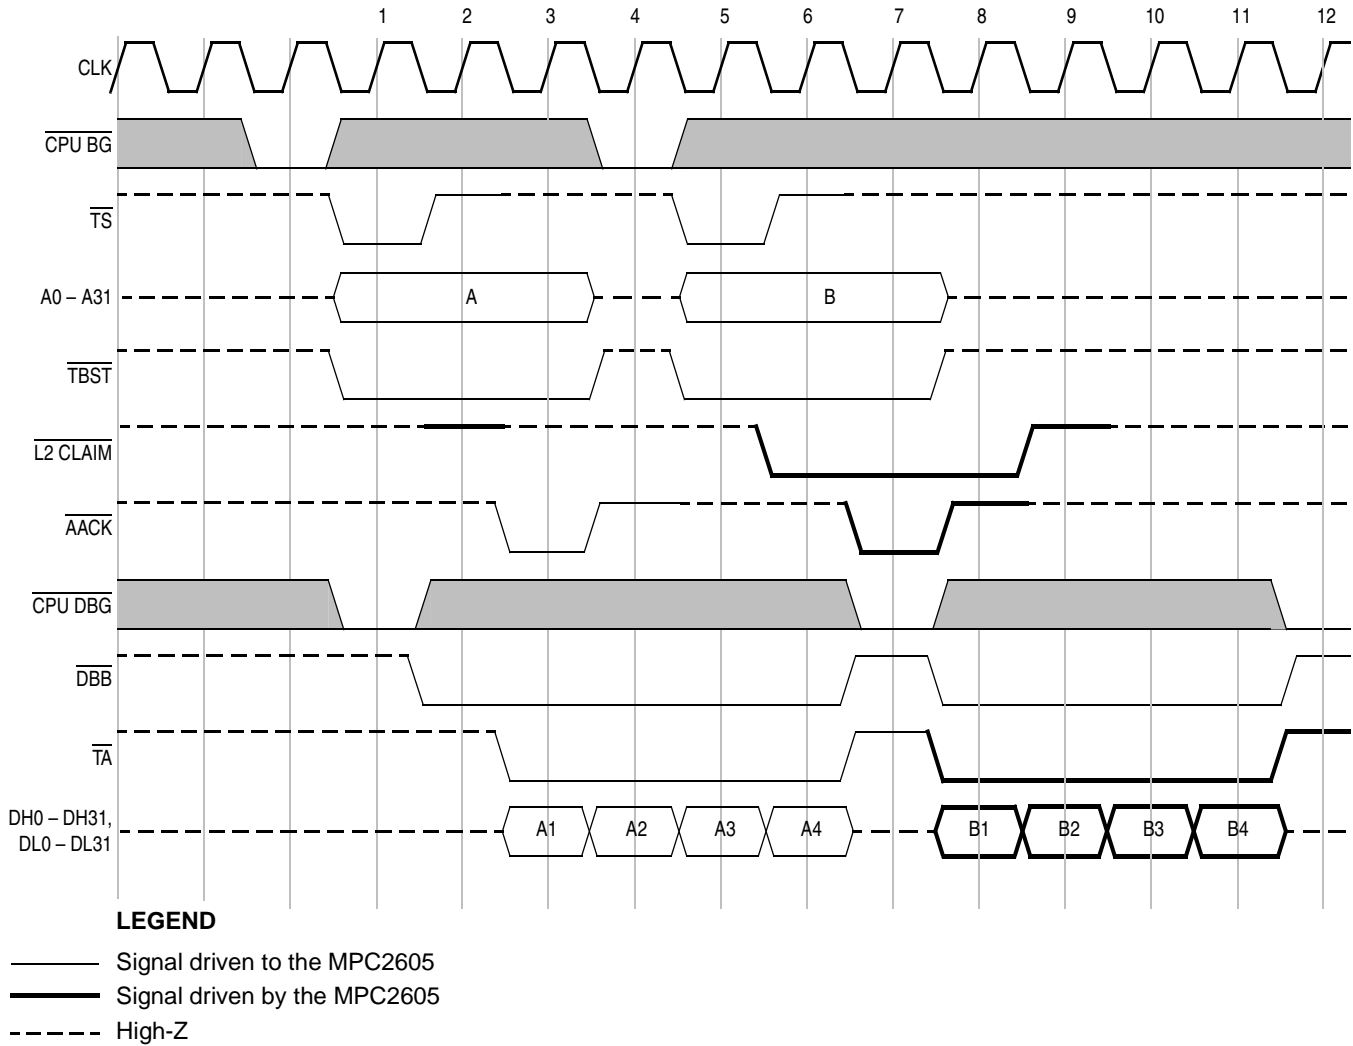 1 2 3 4 5 6 7 8 9 10 11 12
CLK
CPU BG
TS
A0 – A31 A B
TBST
L2 CLAIM
AACK
CPU DBG
DBB
TA
DH0 – DH31,
DL0 – DL31
A1 A2 A3 A4 B1 B2 B3 B4
LEGEND
Signal driven to the MPC2605
Signal driven by the MPC2605
High-Z